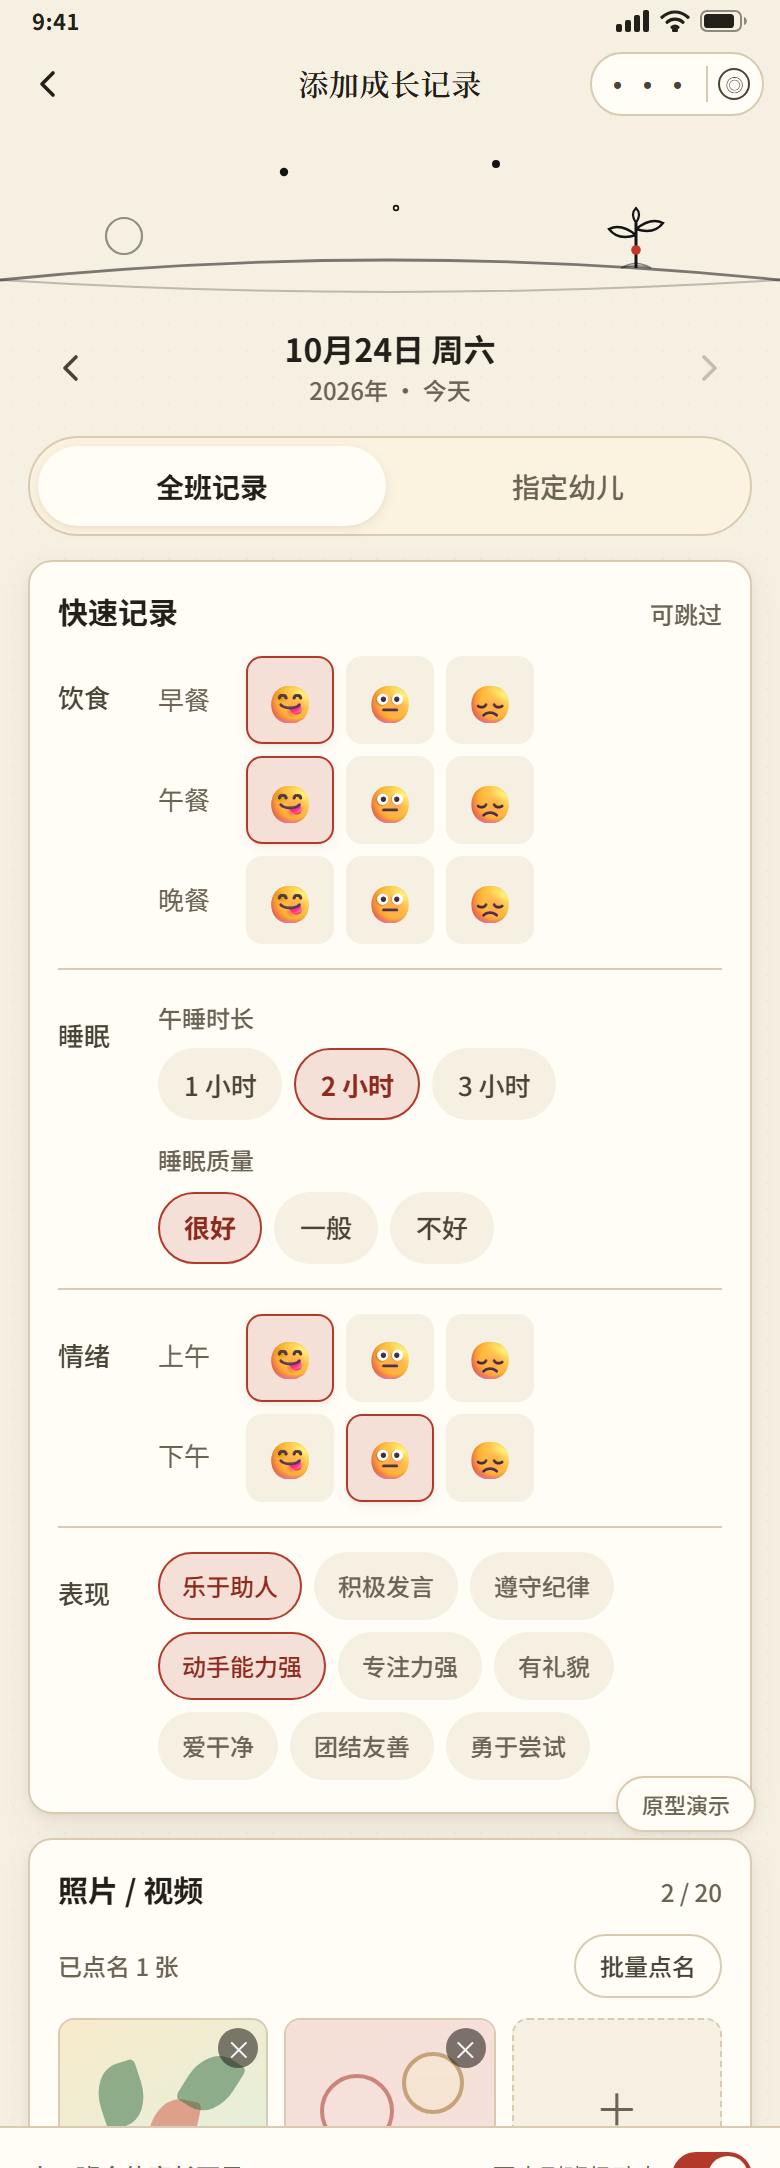 9:41
添加成长记录
10月24日 周六
2026年 · 今天
全班记录 指定幼儿
快速记录 可跳过
饮食 早餐
午餐
晚餐
睡眠 午睡时长
1 小时 2 小时 3 小时
睡眠质量
很好 一般 不好
情绪 上午
下午
表现 乐于助人 积极发言 遵守纪律
动手能力强 专注力强 有礼貌
爱干净 团结友善 勇于尝试
原型演示
照片 / 视频 2 / 20
已点名 1 张 批量点名